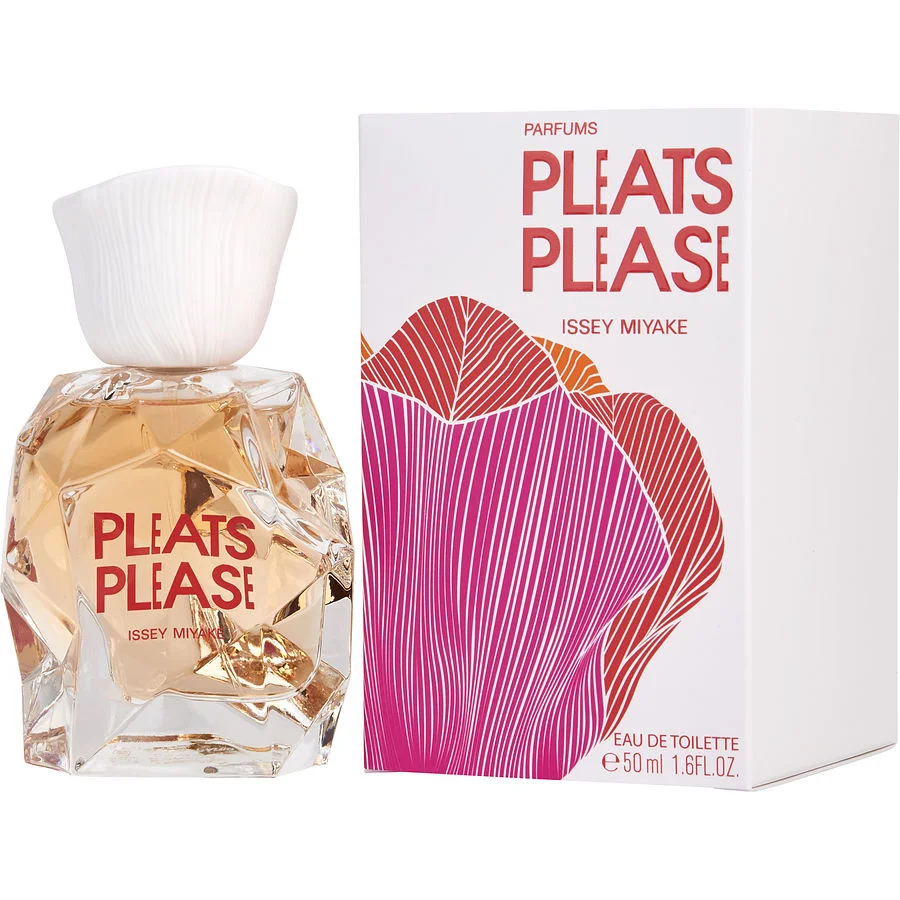 PLEATS
PLEASE
ISSEY MIYAKE
PARFUMS
PLEATS
PLEASE
ISSEY MIYAKE
EAU DE TOILETTE
℮50 ml 1.6FL.OZ.